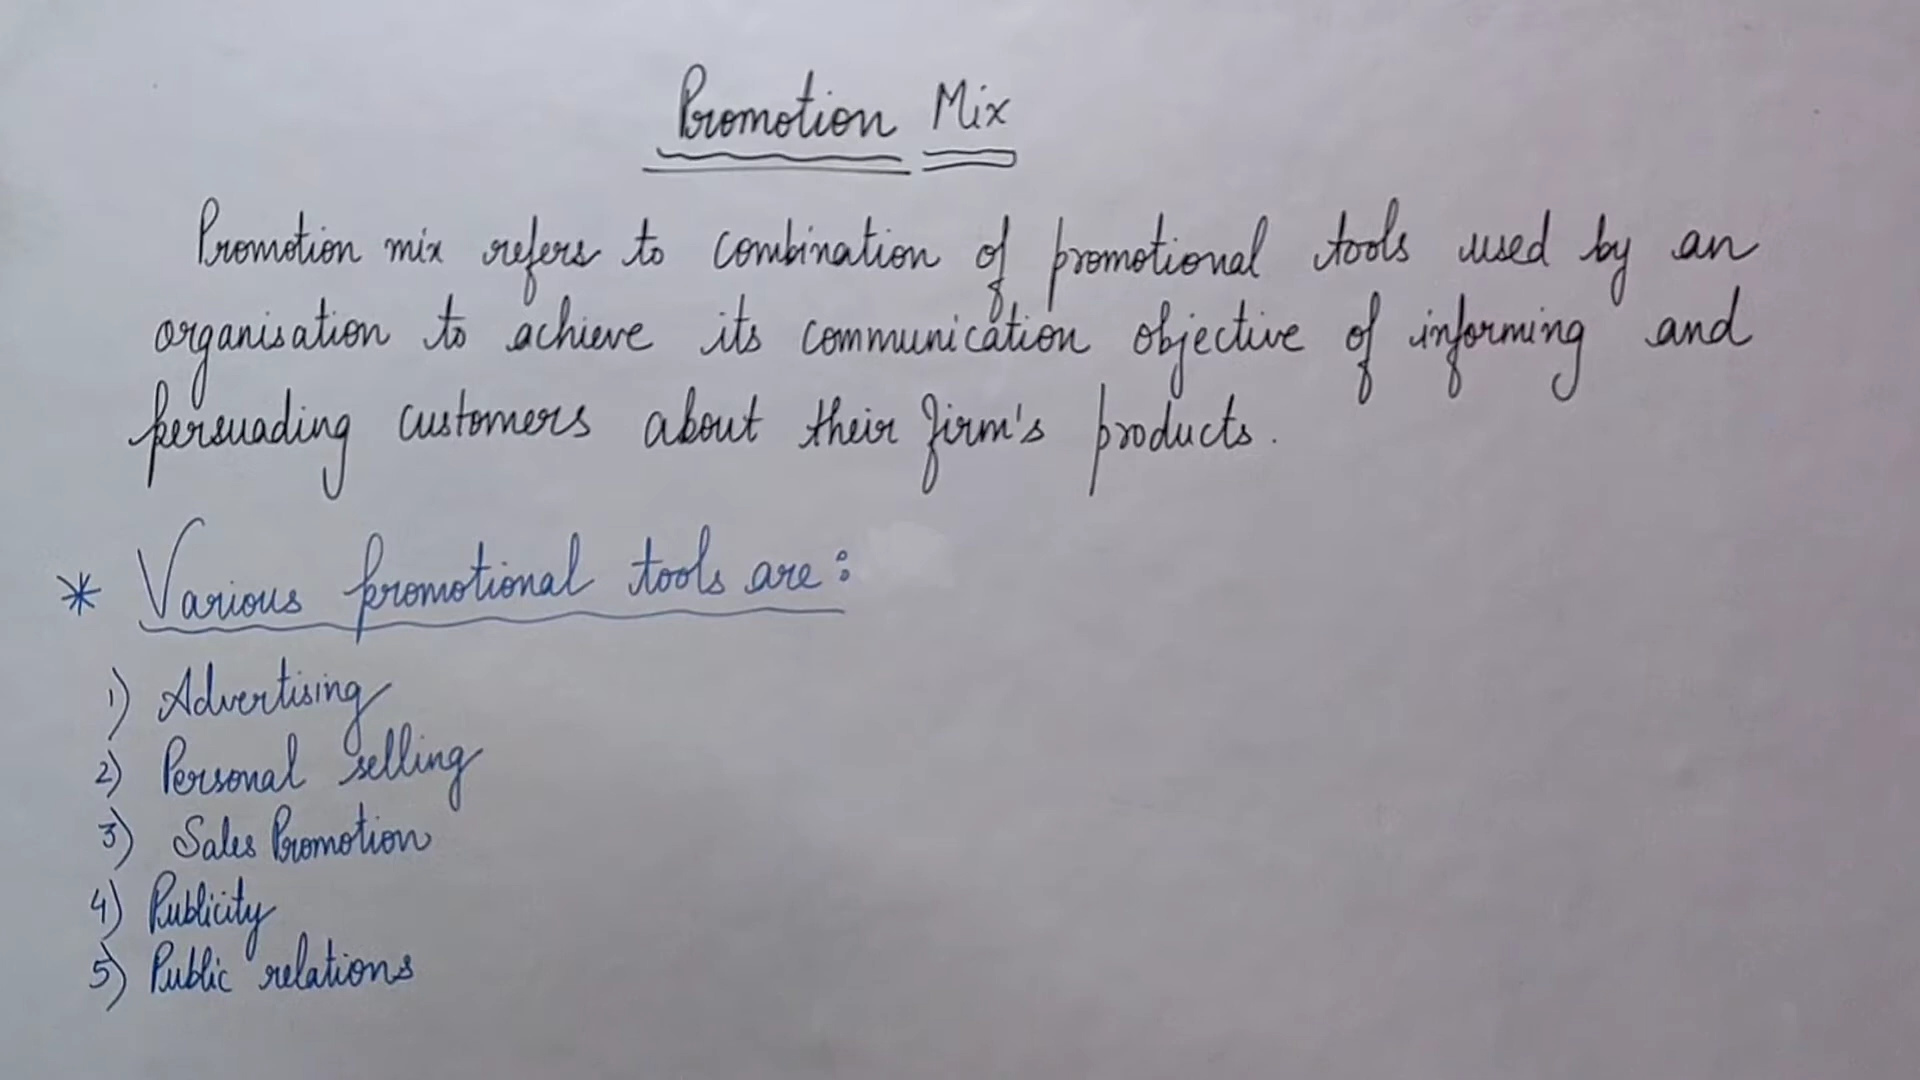 Promotion Mix
Promotion mix refers to combination of promotional tools used by an
organisation to achieve its communication objective of informing and
persuading customers about their firm's products.
* Various promotional tools are:
1) Advertising
2) Personal selling
3) Sales Promotion
4) Publicity
5) Public relations